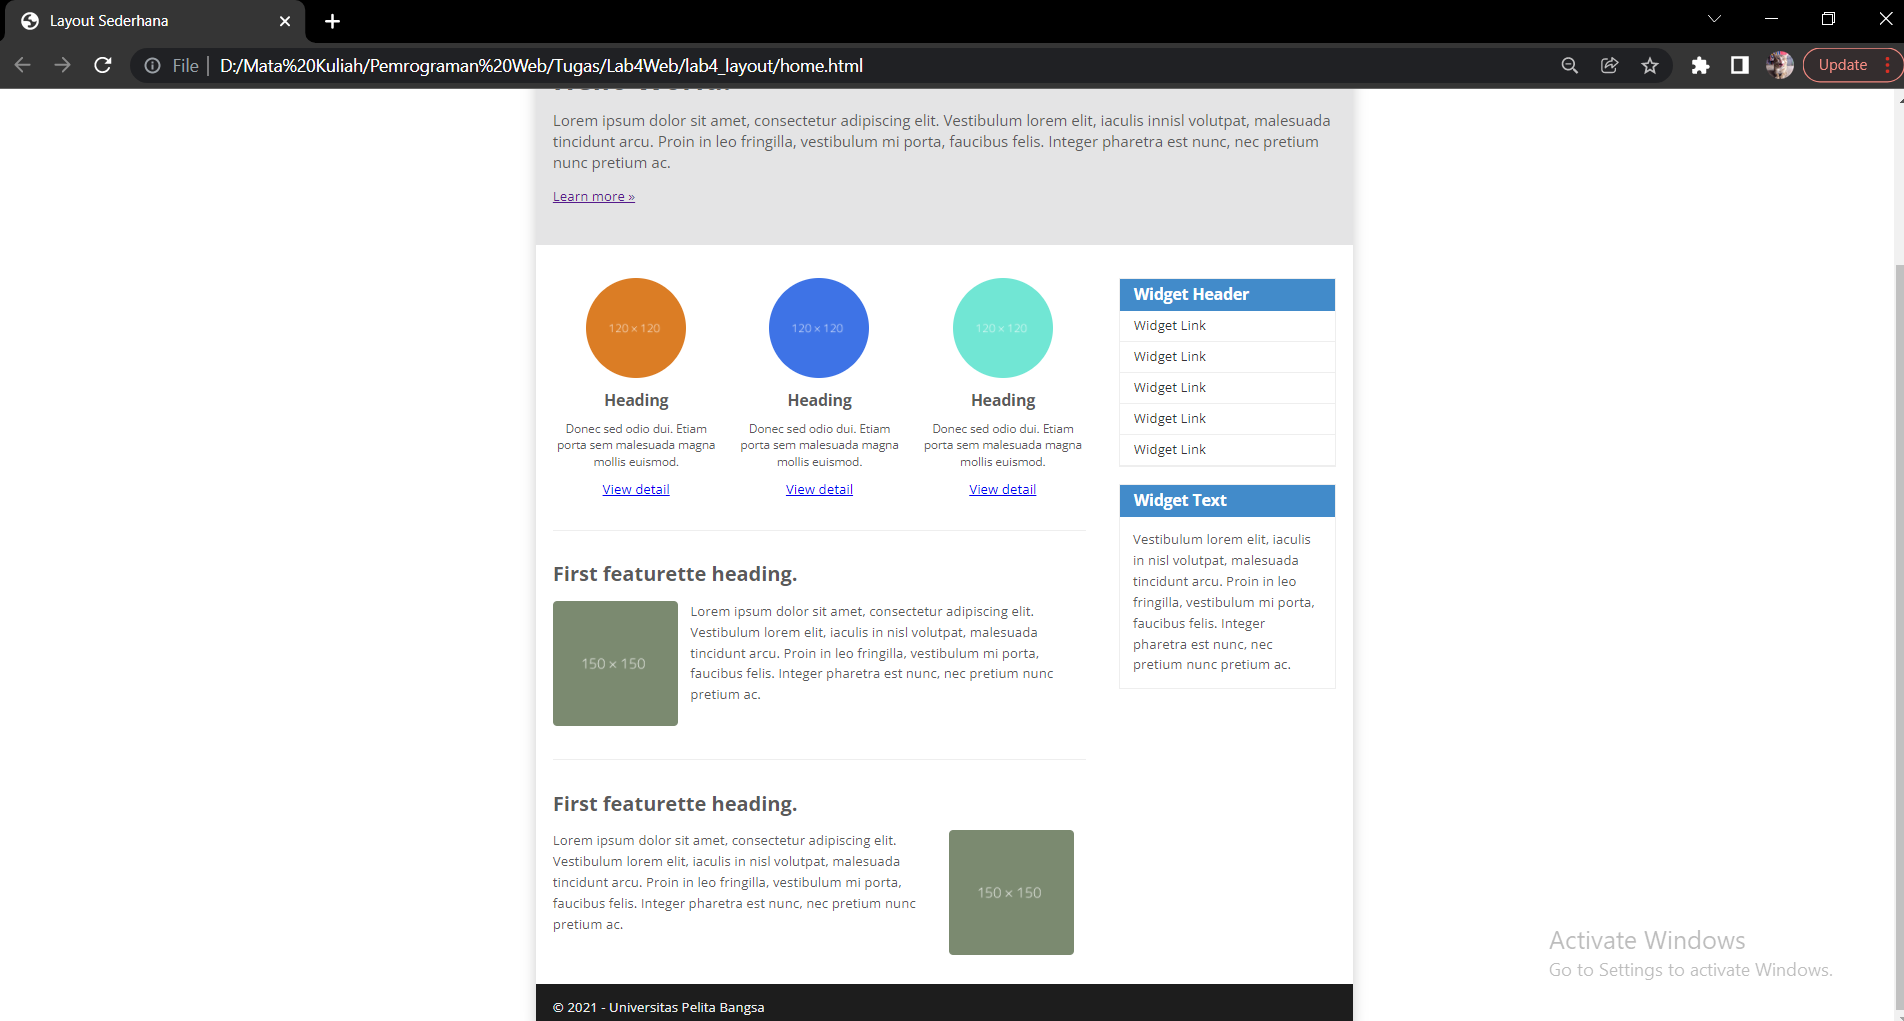 Layout Sederhana
File
D:/Mata%20Kuliah/Pemrograman%20Web/Tugas/Lab4Web/lab4_layout/home.html
Update
Lorem ipsum dolor sit amet, consectetur adipiscing elit. Vestibulum lorem elit, iaculis innisl volutpat, malesuada
tincidunt arcu. Proin in leo fringilla, vestibulum mi porta, faucibus felis. Integer pharetra est nunc, nec pretium
nunc pretium ac.
Learn more »
120 × 120
Heading
Donec sed odio dui. Etiam
porta sem malesuada magna
mollis euismod.
View detail
120 × 120
Heading
Donec sed odio dui. Etiam
porta sem malesuada magna
mollis euismod.
View detail
120 × 120
Heading
Donec sed odio dui. Etiam
porta sem malesuada magna
mollis euismod.
View detail
First featurette heading.
150 × 150
Lorem ipsum dolor sit amet, consectetur adipiscing elit.
Vestibulum lorem elit, iaculis in nisl volutpat, malesuada
tincidunt arcu. Proin in leo fringilla, vestibulum mi porta,
faucibus felis. Integer pharetra est nunc, nec pretium nunc
pretium ac.
First featurette heading.
Lorem ipsum dolor sit amet, consectetur adipiscing elit.
Vestibulum lorem elit, iaculis in nisl volutpat, malesuada
tincidunt arcu. Proin in leo fringilla, vestibulum mi porta,
faucibus felis. Integer pharetra est nunc, nec pretium nunc
pretium ac.
150 × 150
Widget Header
Widget Link
Widget Link
Widget Link
Widget Link
Widget Link
Widget Text
Vestibulum lorem elit, iaculis
in nisl volutpat, malesuada
tincidunt arcu. Proin in leo
fringilla, vestibulum mi porta,
faucibus felis. Integer
pharetra est nunc, nec
pretium nunc pretium ac.
Activate Windows
Go to Settings to activate Windows.
© 2021 - Universitas Pelita Bangsa